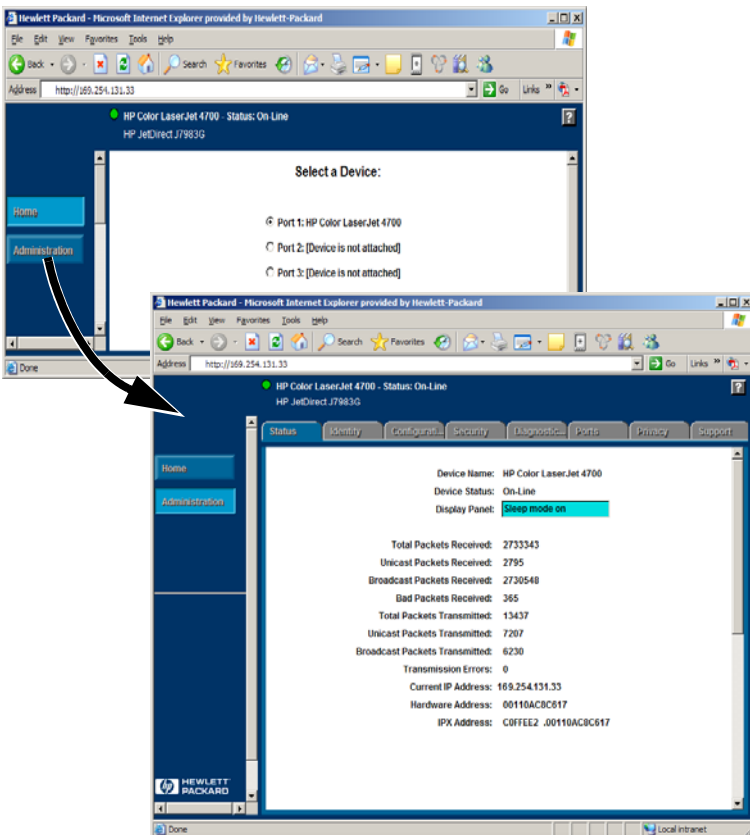 Hewlett Packard - Microsoft Internet Explorer provided by Hewlett-Packard
File Edit View Favorites Tools Help
Back Search Favorites
Address http://169.254.131.33 Go Links »
HP Color LaserJet 4700 - Status: On-Line ?
HP JetDirect J7983G
Select a Device:
Home
Administration
Port 1: HP Color LaserJet 4700
Port 2: [Device is not attached]
Port 3: [Device is not attached]
Done
Hewlett Packard - Microsoft Internet Explorer provided by Hewlett-Packard
File Edit View Favorites Tools Help
Back Search Favorites
Address http://169.254.131.33 Go Links »
HP Color LaserJet 4700 - Status: On-Line ?
HP JetDirect J7983G
Status Identity Configurati... Security Diagnostic... Ports Privacy Support
Home
Administration
Device Name: HP Color LaserJet 4700
Device Status: On-Line
Display Panel: Sleep mode on
Total Packets Received: 2733343
Unicast Packets Received: 2795
Broadcast Packets Received: 2730548
Bad Packets Received: 365
Total Packets Transmitted: 13437
Unicast Packets Transmitted: 7207
Broadcast Packets Transmitted: 6230
Transmission Errors: 0
Current IP Address: 169.254.131.33
Hardware Address: 00110AC8C617
IPX Address: C0FFEE2 .00110AC8C617
hp HEWLETT PACKARD
Done Local intranet